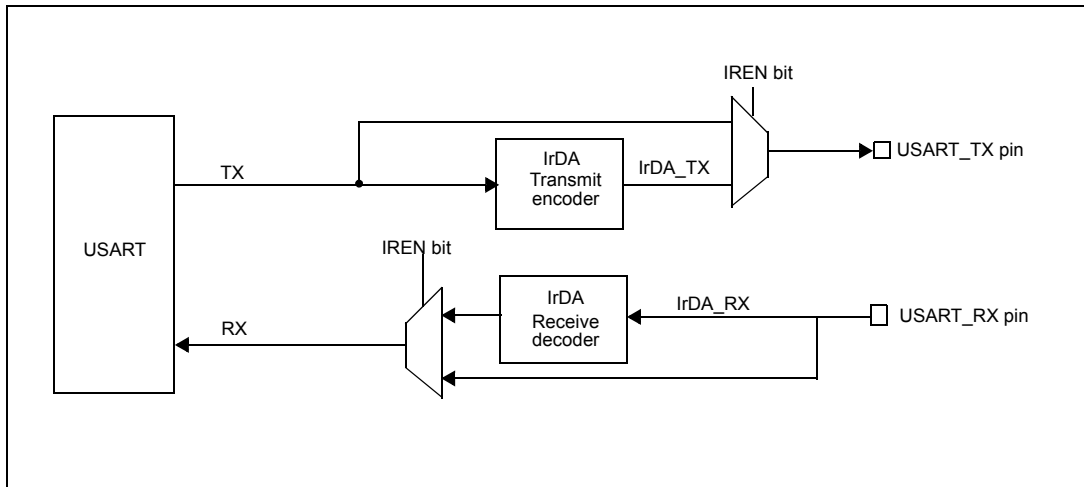 IREN bit
TX
IrDA
Transmit
encoder
IrDA_TX
USART_TX pin
USART
IREN bit
IrDA
Receive
decoder
IrDA_RX
USART_RX pin
RX